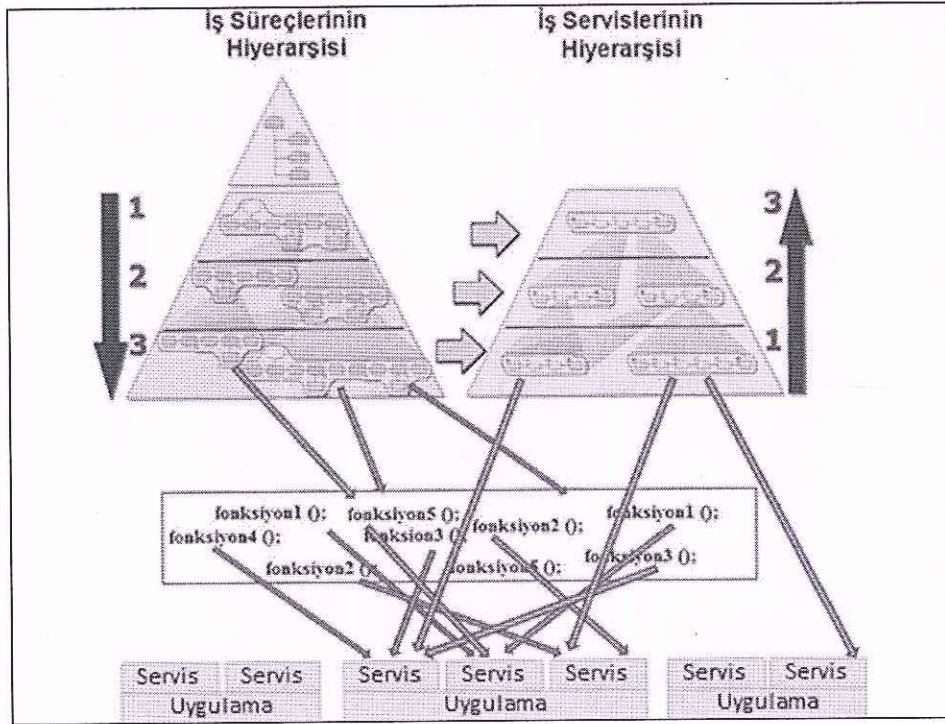 İş Süreçlerinin
Hiyerarşisi
İş Servislerinin
Hiyerarşisi
1
2
3
3
2
1
fonksiyon1 (); fonksiyon5 (); fonksiyon2 (); fonksiyon1 ();
fonksiyon4 (); fonksion3 (); fonksiyon3 ();
fonksiyon2 (); fonksiyon5 ();
Servis Servis Servis Servis Servis Servis Servis
Uygulama Uygulama Uygulama